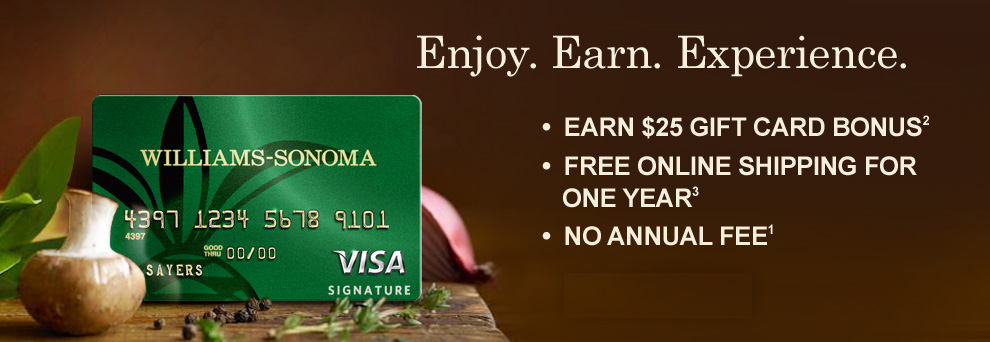 Enjoy. Earn. Experience.
WILLIAMS-SONOMA
4397 1234 5678 9101
4397
GOOD THRU 00/00
SAYERS
VISA
SIGNATURE
• EARN $25 GIFT CARD BONUS²
• FREE ONLINE SHIPPING FOR
ONE YEAR³
• NO ANNUAL FEE¹